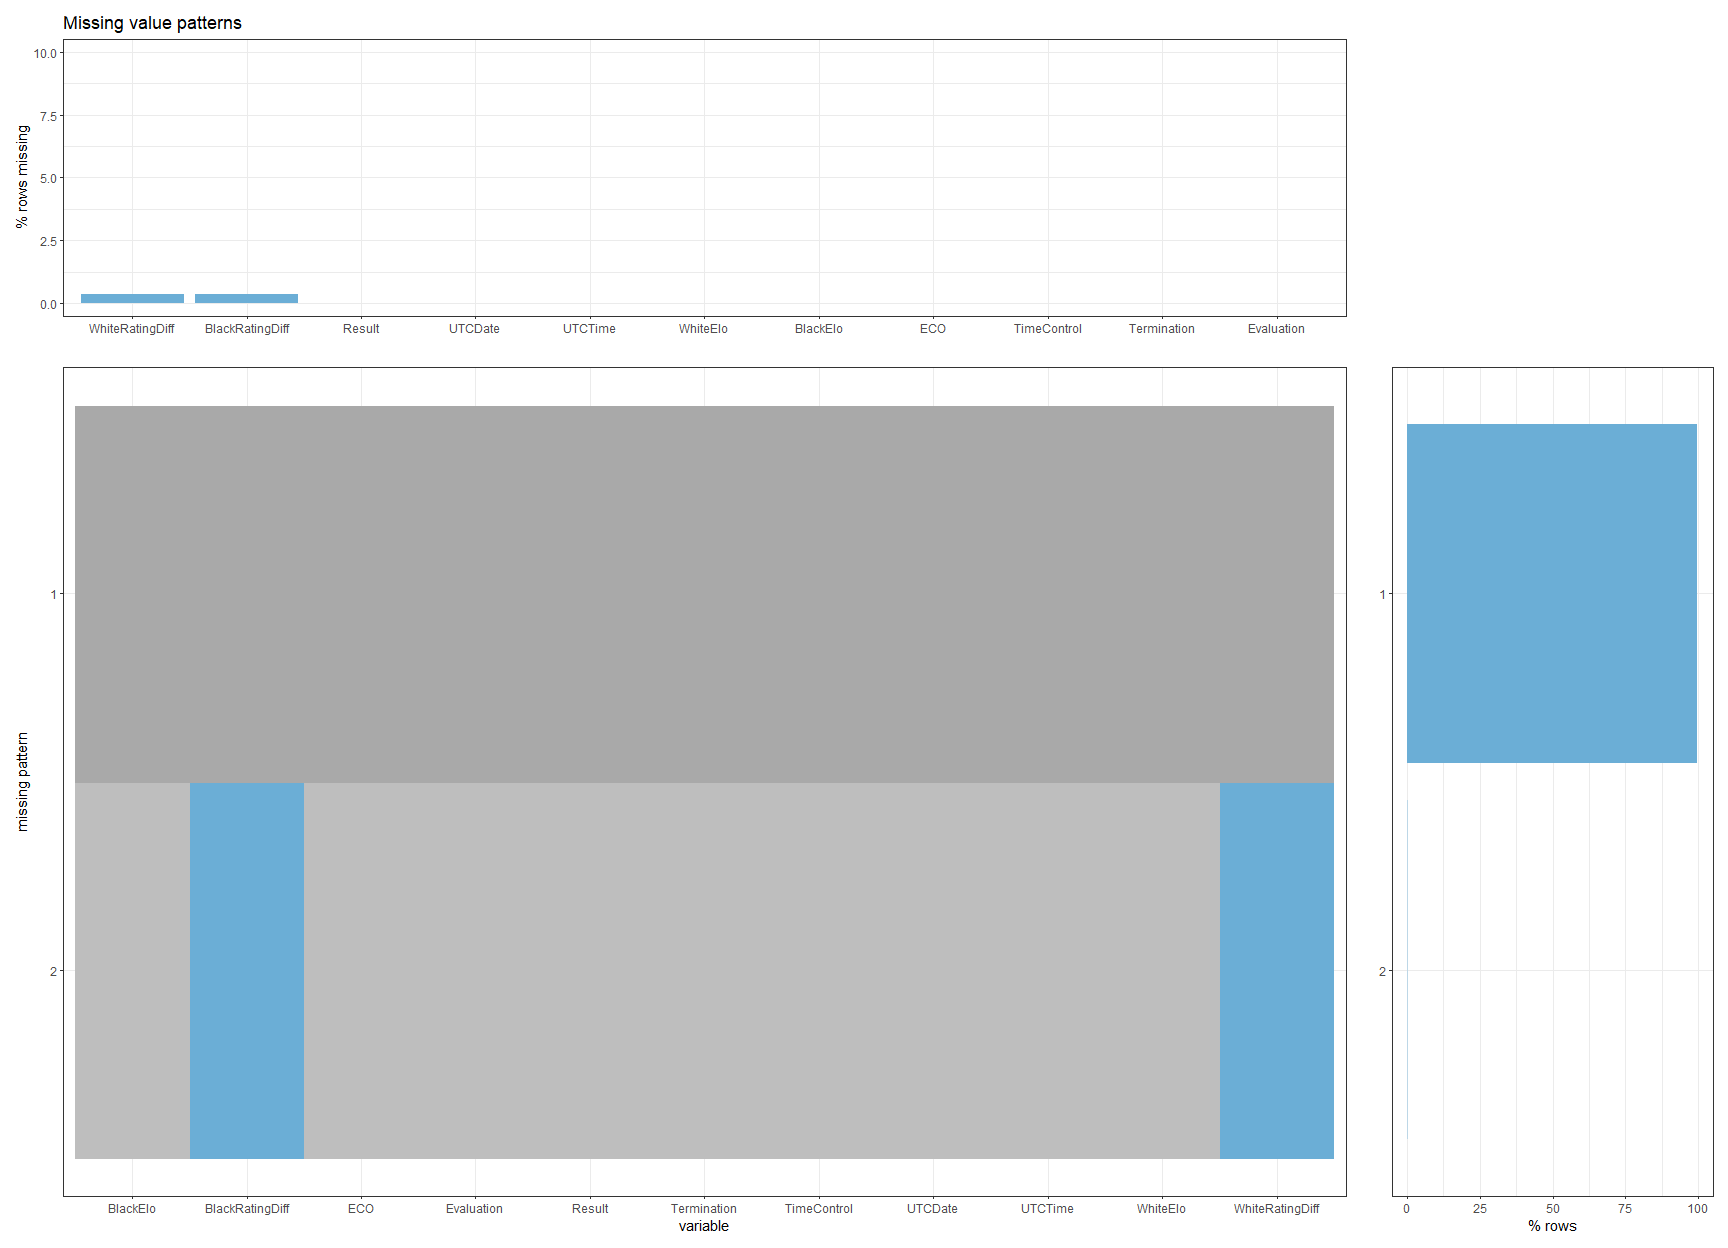 Missing value patterns
% rows missing
10.0
7.5
5.0
2.5
0.0
WhiteRatingDiff BlackRatingDiff Result UTCDate UTCTime WhiteElo BlackElo ECO TimeControl Termination Evaluation
missing pattern
1
2
BlackElo BlackRatingDiff ECO Evaluation Result Termination TimeControl UTCDate UTCTime WhiteElo WhiteRatingDiff
variable
1
2
0 25 50 75 100
% rows